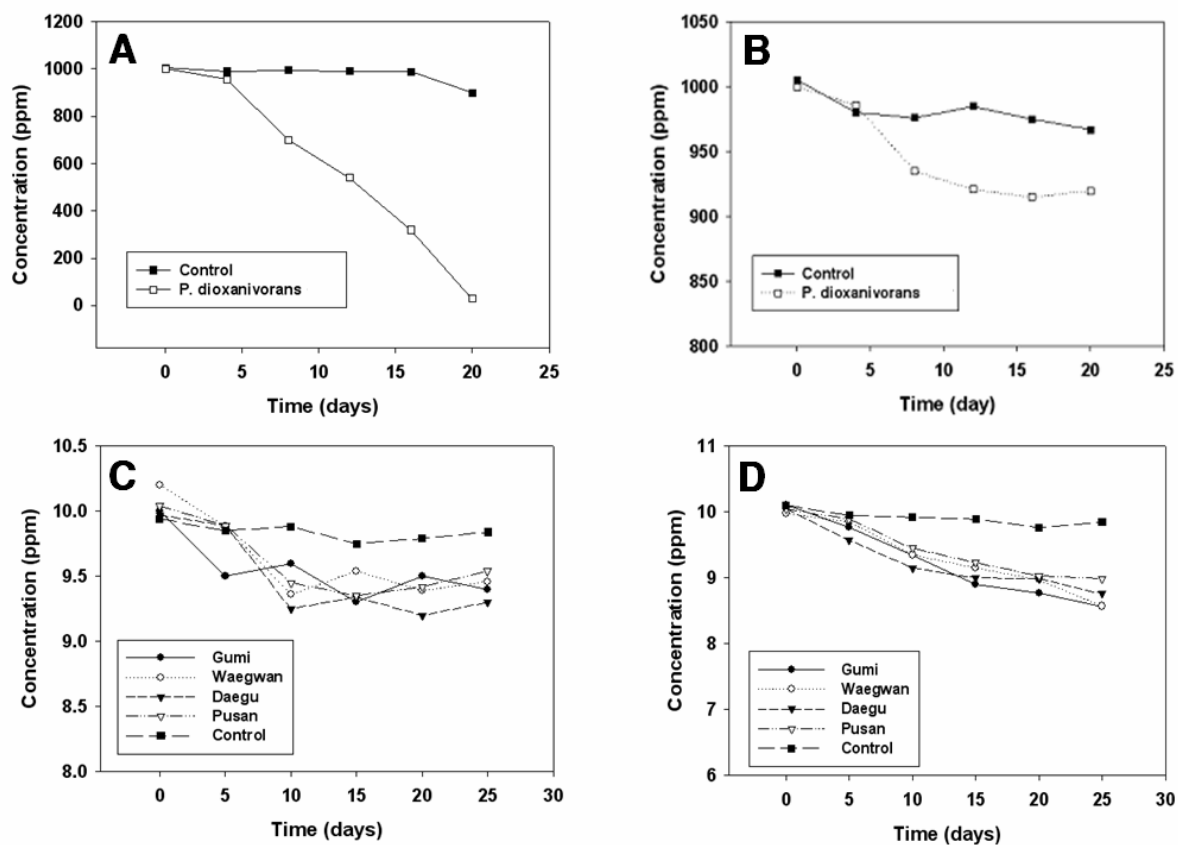 A
Concentration (ppm)
1200
1000
800
600
400
200
0
Control
P. dioxanivorans
0 5 10 15 20 25
Time (days)
B
Concentration (ppm)
1050
1000
950
900
850
800
Control
P. dioxanivorans
0 5 10 15 20 25
Time (day)
C
Concentration (ppm)
10.5
10.0
9.5
9.0
8.5
8.0
Gumi
Waegwan
Daegu
Pusan
Control
0 5 10 15 20 25 30
Time (days)
D
Concentration (ppm)
11
10
9
8
7
6
Gumi
Waegwan
Daegu
Pusan
Control
0 5 10 15 20 25 30
Time (days)